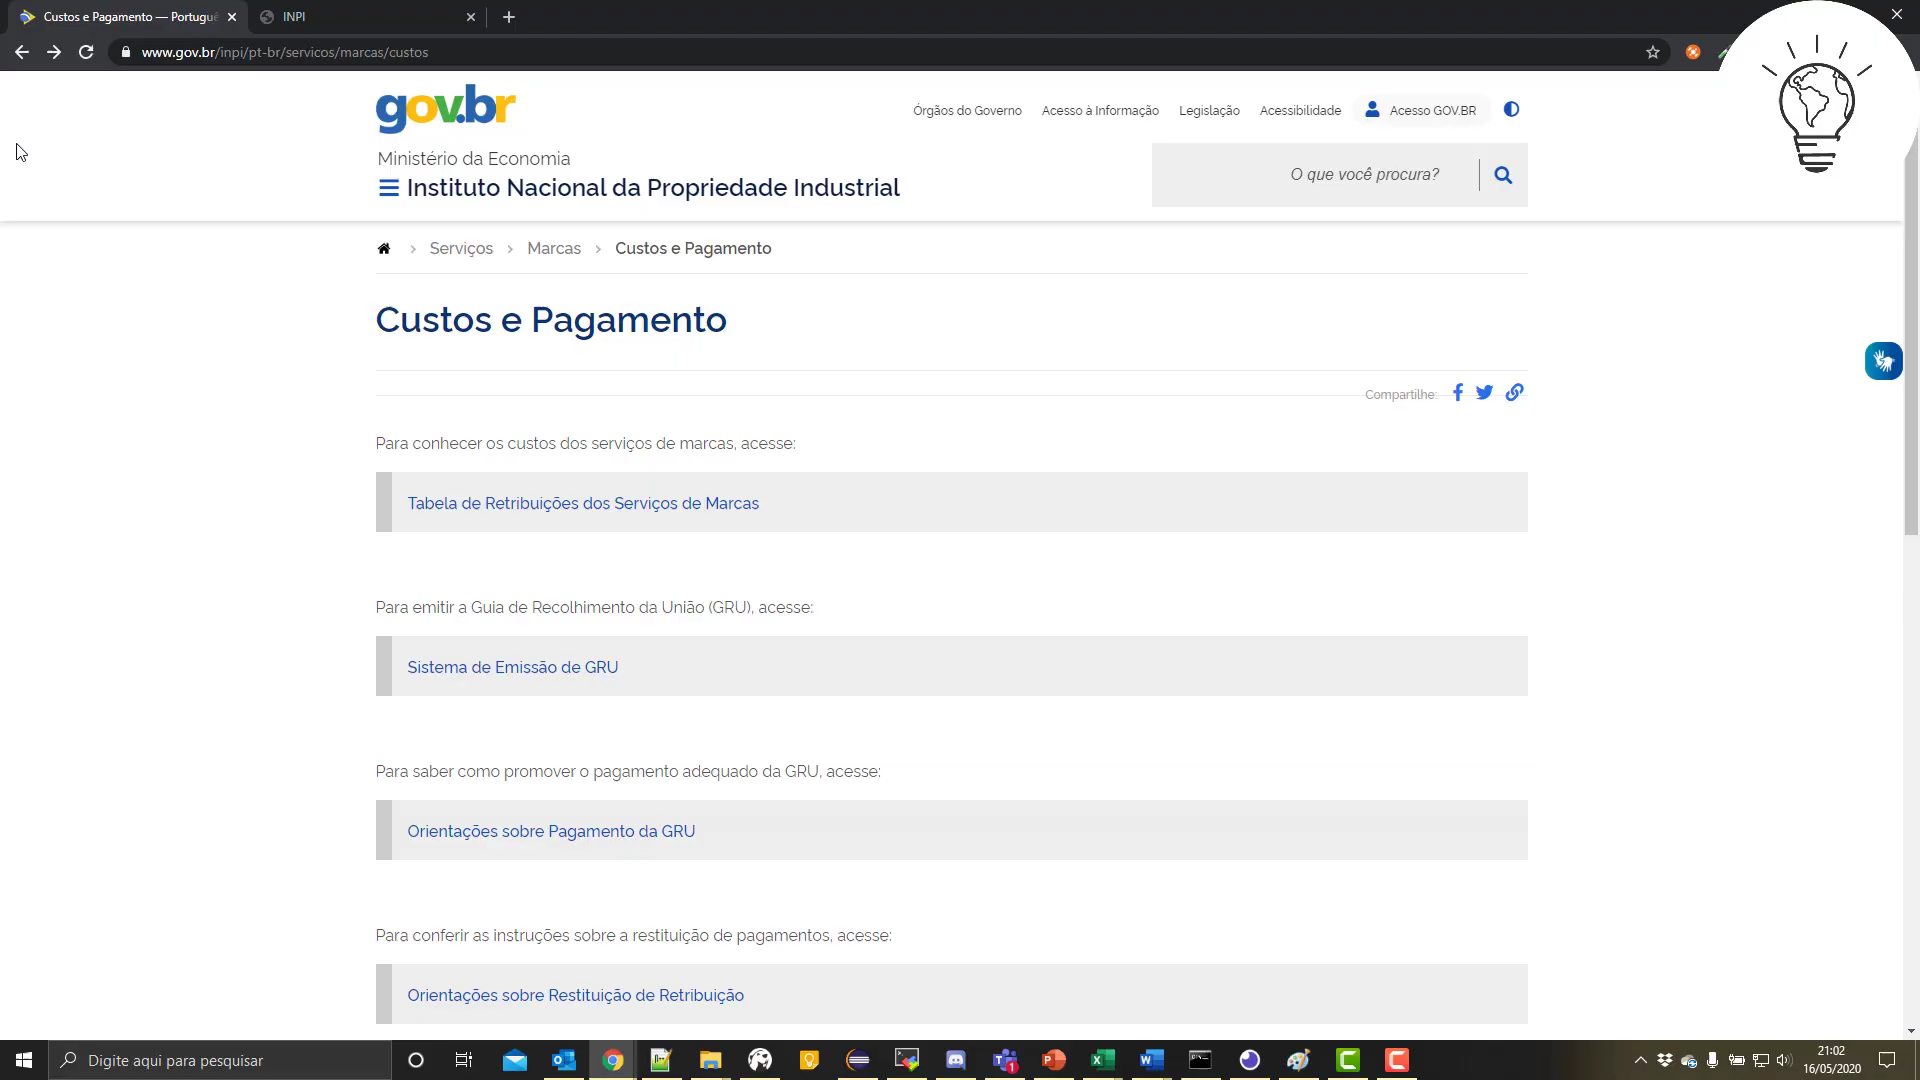 Custos e Pagamento — Portugu
INPI
www.gov.br/inpi/pt-br/servicos/marcas/custos
gov.br
Órgãos do Governo
Acesso à Informação
Legislação
Acessibilidade
Acesso GOV.BR
Ministério da Economia
Instituto Nacional da Propriedade Industrial
O que você procura?
Serviços
Marcas
Custos e Pagamento
Custos e Pagamento
Compartilhe:
Para conhecer os custos dos serviços de marcas, acesse:
Tabela de Retribuições dos Serviços de Marcas
Para emitir a Guia de Recolhimento da União (GRU), acesse:
Sistema de Emissão de GRU
Para saber como promover o pagamento adequado da GRU, acesse:
Orientações sobre Pagamento da GRU
Para conferir as instruções sobre a restituição de pagamentos, acesse:
Orientações sobre Restituição de Retribuição
Digite aqui para pesquisar
21:02
16/05/2020